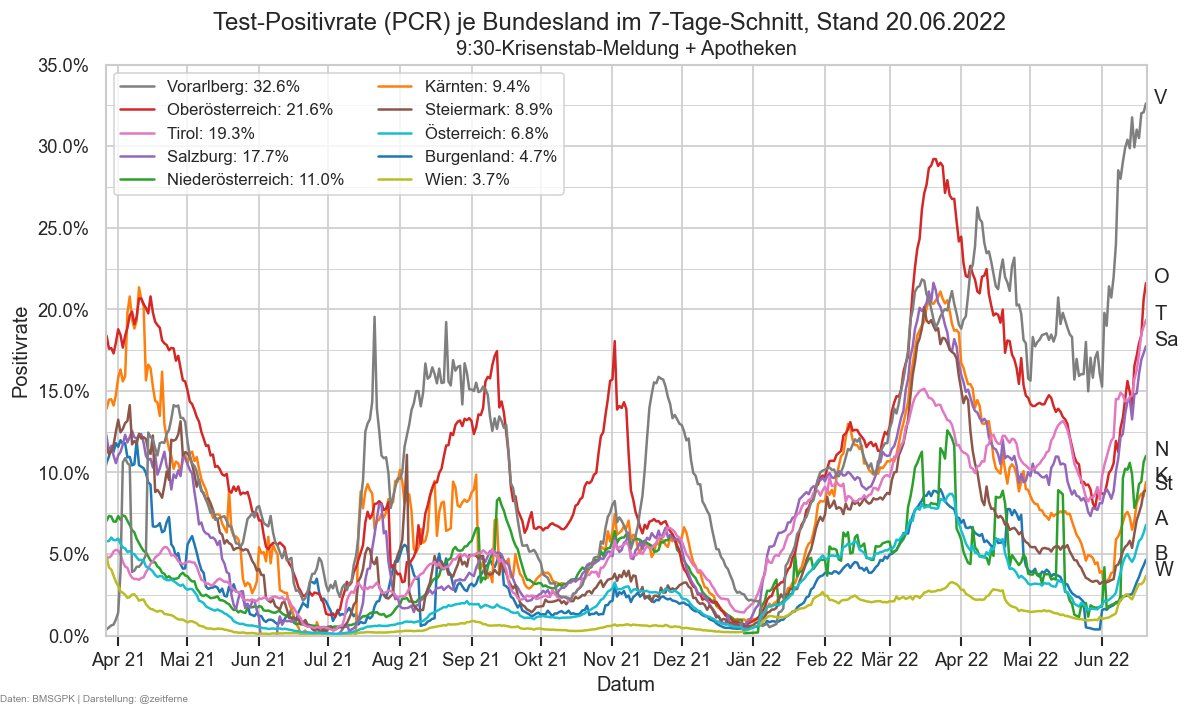 Test-Positivrate (PCR) je Bundesland im 7-Tage-Schnitt, Stand 20.06.2022
9:30-Krisenstab-Meldung + Apotheken
35.0%
30.0%
25.0%
20.0%
15.0%
10.0%
5.0%
0.0%
Positivrate
Vorarlberg: 32.6%
Oberösterreich: 21.6%
Tirol: 19.3%
Salzburg: 17.7%
Niederösterreich: 11.0%
Kärnten: 9.4%
Steiermark: 8.9%
Österreich: 6.8%
Burgenland: 4.7%
Wien: 3.7%
V
O
T
Sa
N
K
St
A
B
W
Apr 21 Mai 21 Jun 21 Jul 21 Aug 21 Sep 21 Okt 21 Nov 21 Dez 21 Jän 22 Feb 22 Mär 22 Apr 22 Mai 22 Jun 22
Datum
Daten: BMSGPK | Darstellung: @zeitferne